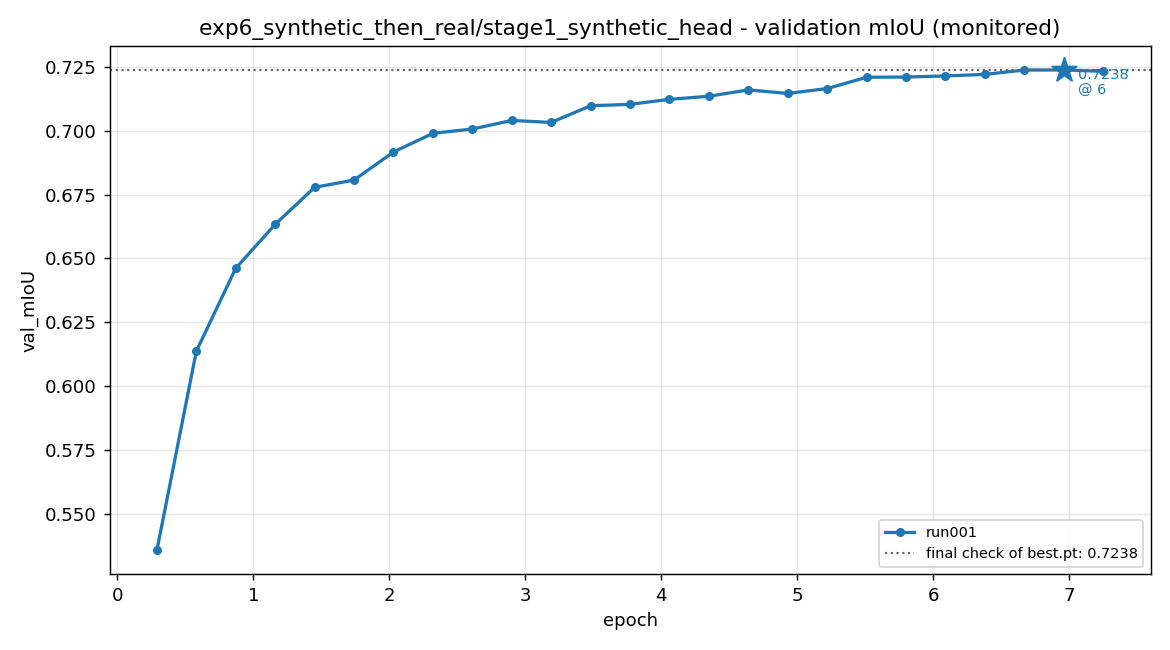 exp6_synthetic_then_real/stage1_synthetic_head - validation mIoU (monitored)
val_mIoU
0.725
0.700
0.675
0.650
0.625
0.600
0.575
0.550
0.7238
@ 6
run001
final check of best.pt: 0.7238
0 1 2 3 4 5 6 7
epoch